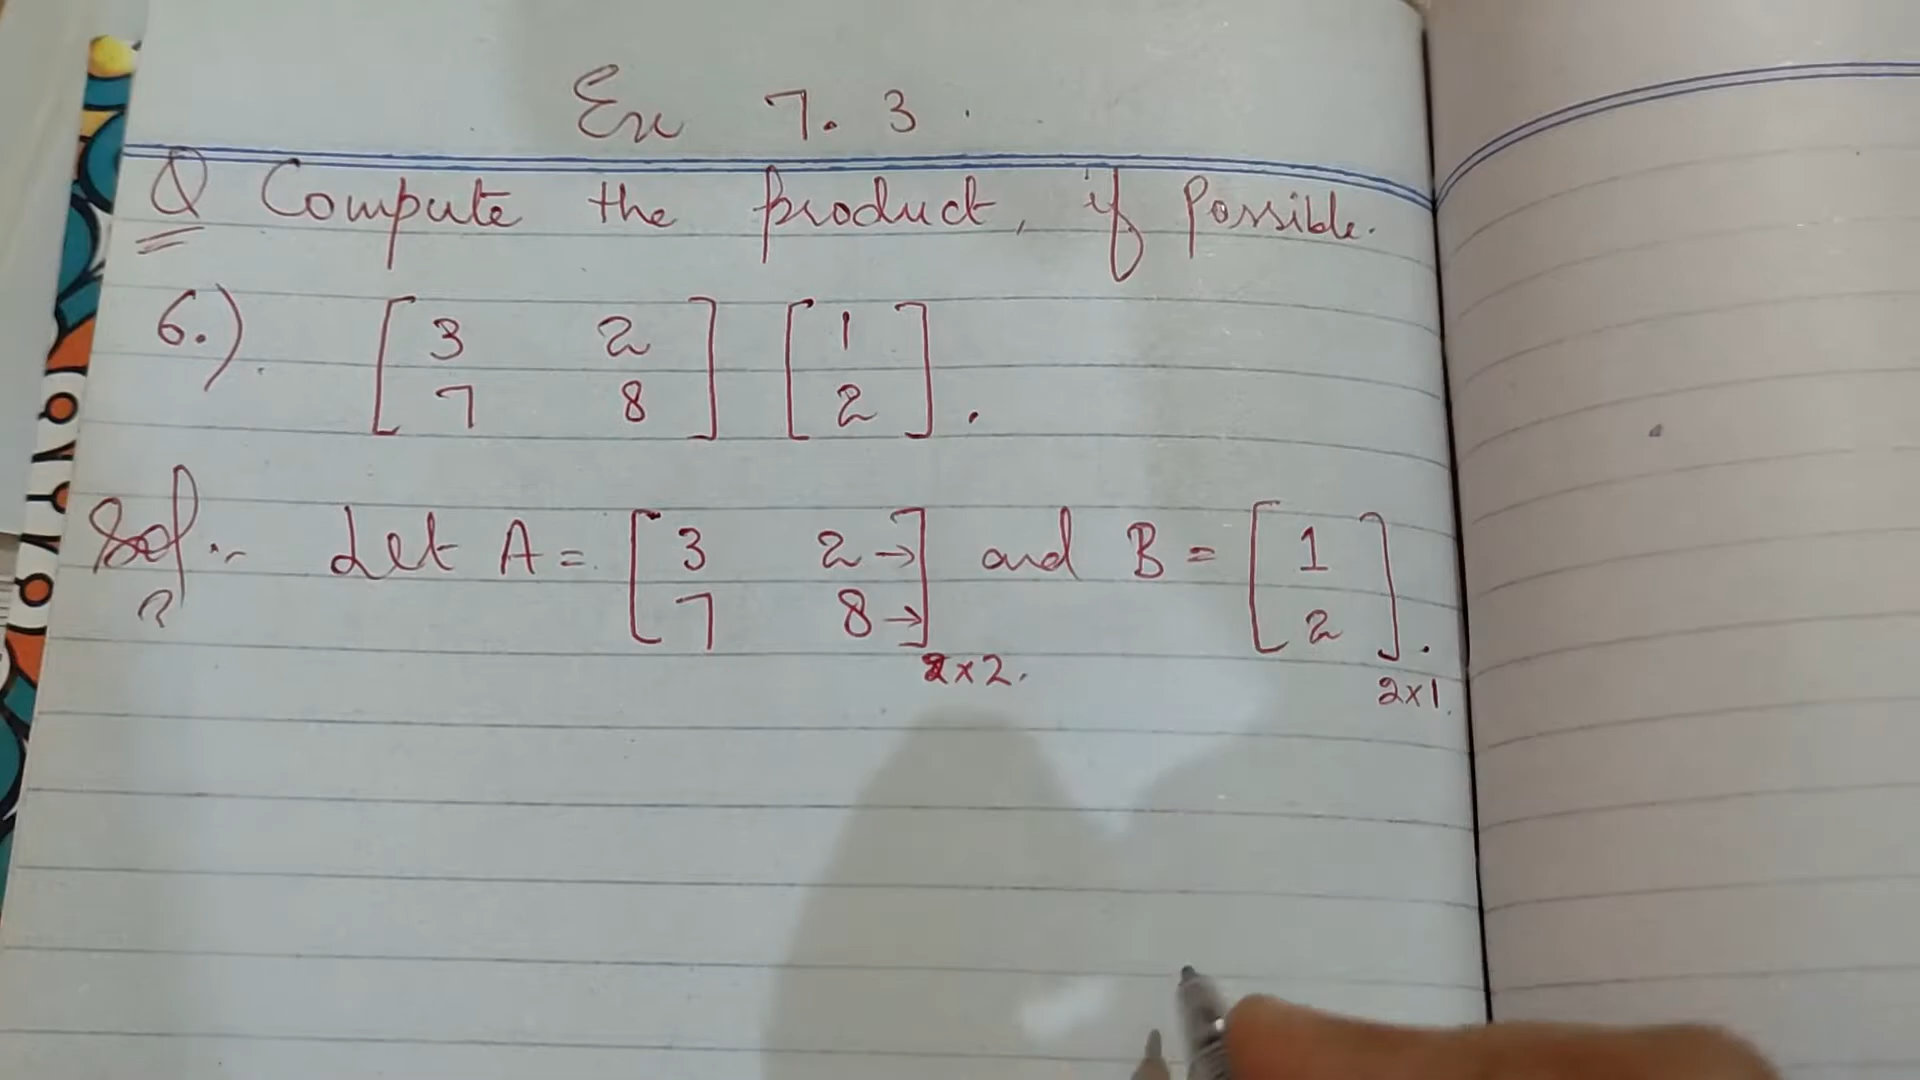 Ex 7.3.
Q Compute the product, if Possible.
6.). [3 2 [1
7 8] 2].
Sol:- Let A = [3 2→ and B = [1
7 8→] 2].
2×2. 2×1.